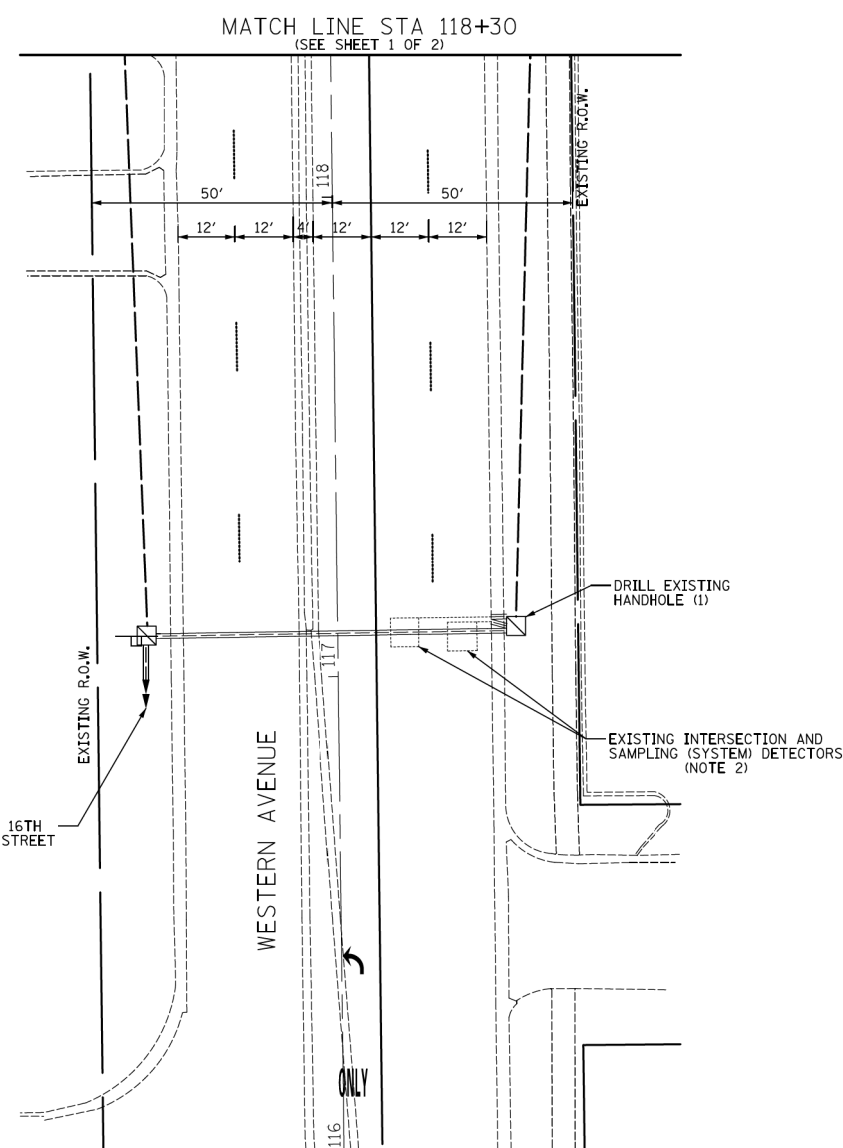 MATCH LINE STA 118+30
(SEE SHEET 1 OF 2)
EXISTING R.O.W.
118
50'
50'
12'
12'
4'
12'
12'
12'
DRILL EXISTING
HANDHOLE (1)
117
EXISTING R.O.W.
EXISTING INTERSECTION AND
SAMPLING (SYSTEM) DETECTORS
(NOTE 2)
WESTERN AVENUE
16TH
STREET
ONLY
116